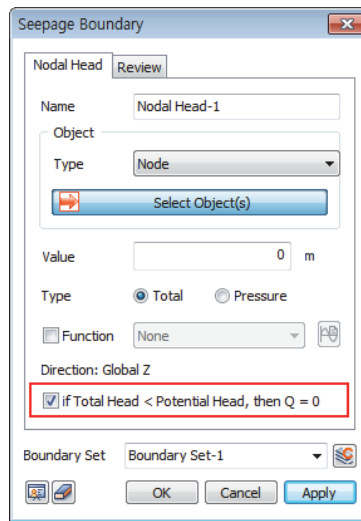 Seepage Boundary
Nodal Head Review
Name Nodal Head-1
Object
Type Node
Select Object(s)
Value 0 m
Type Total Pressure
Function None
Direction: Global Z
if Total Head < Potential Head, then Q = 0
Boundary Set Boundary Set-1
OK Cancel Apply